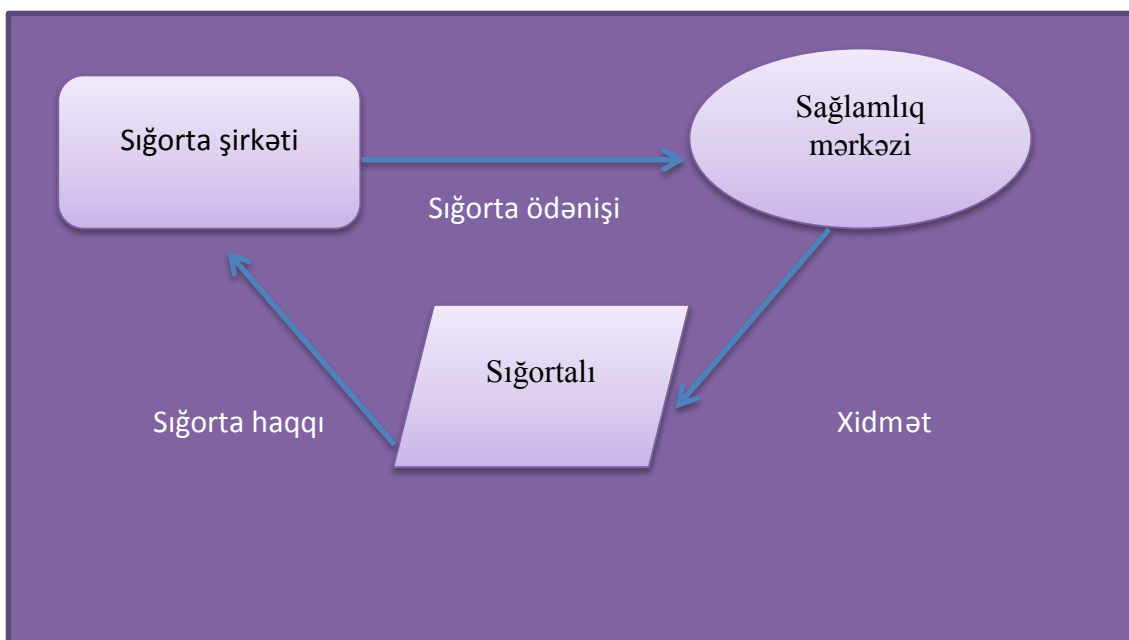 Sığorta şirkəti
Sağlamlıq
mərkəzi
Sığorta ödənişi
Sığortalı
Sığorta haqqı
Xidmət